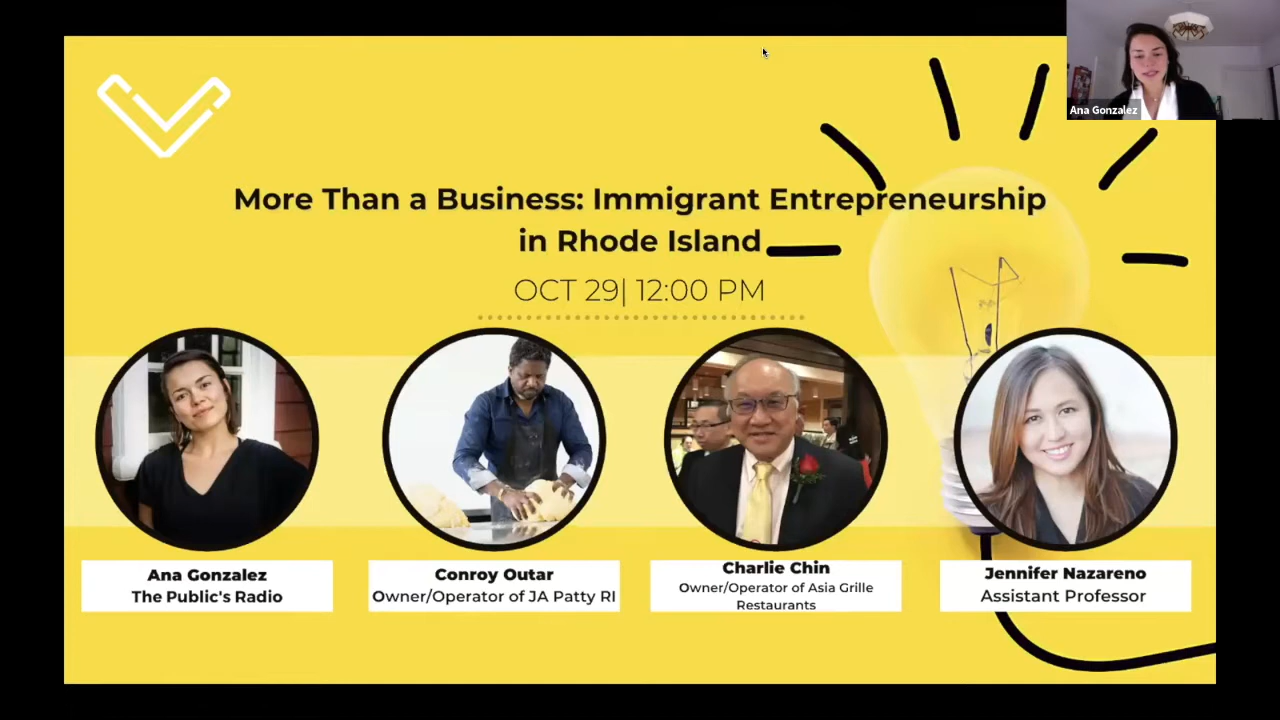 Ana Gonzalez
More Than a Business: Immigrant Entrepreneurship
in Rhode Island
OCT 29| 12:00 PM
Ana Gonzalez
The Public's Radio
Conroy Outar
Owner/Operator of JA Patty RI
Charlie Chin
Owner/Operator of Asia Grille
Restaurants
Jennifer Nazareno
Assistant Professor